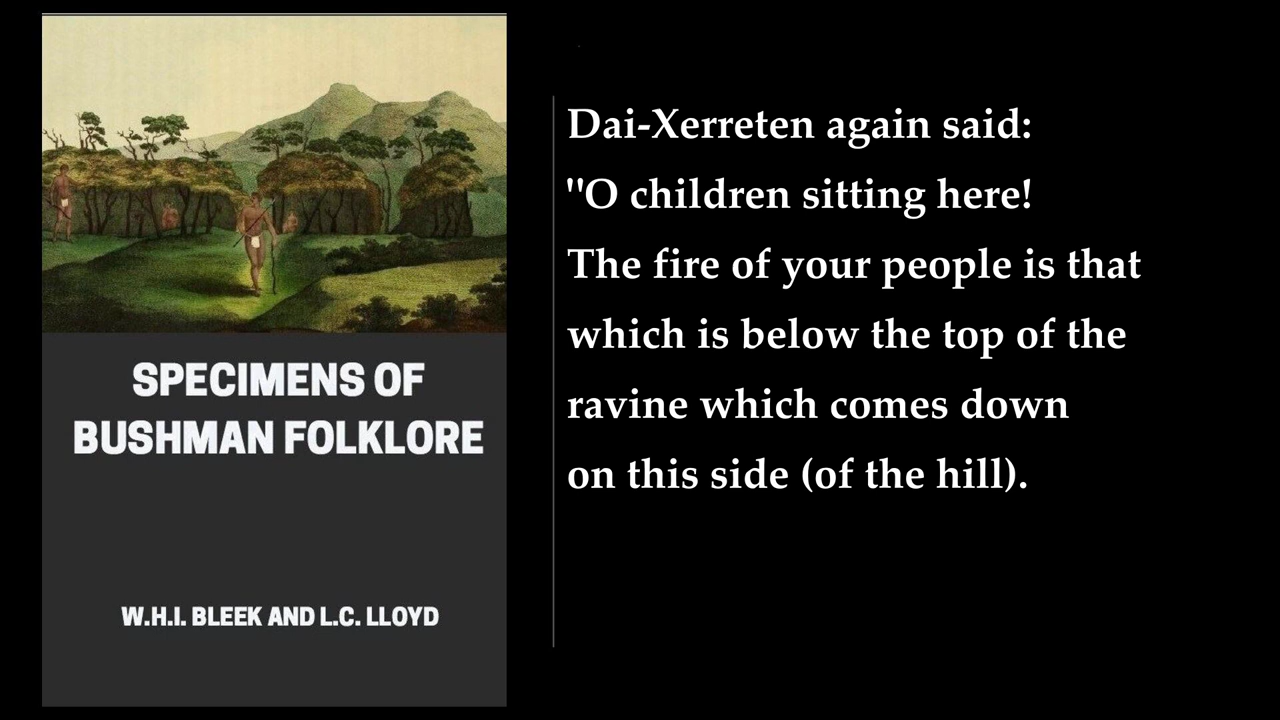 SPECIMENS OF
BUSHMAN FOLKLORE
W.H.I. BLEEK AND L.C. LLOYD
Dai-Xerreten again said:
"O children sitting here!
The fire of your people is that
which is below the top of the
ravine which comes down
on this side (of the hill).